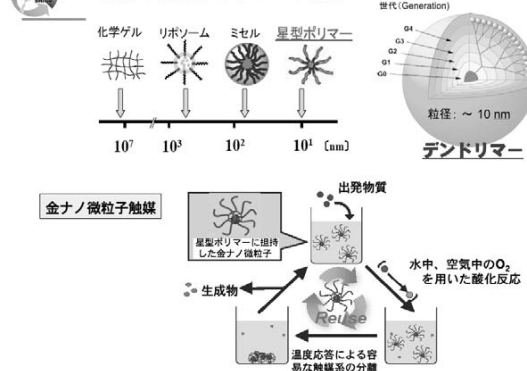 世代(Generation)
化学ゲル リポソーム ミセル 星型ポリマー
G4
G3
G2
G1
G0
粒径: ～ 10 nm
デンドリマー
10⁷ 10³ 10² 10¹ 〔nm〕
金ナノ微粒子触媒
出発物質
星型ポリマーに担持
した金ナノ微粒子
水中、空気中のO₂
を用いた酸化反応
生成物
Reuse
温度応答による容
易な触媒系の分離